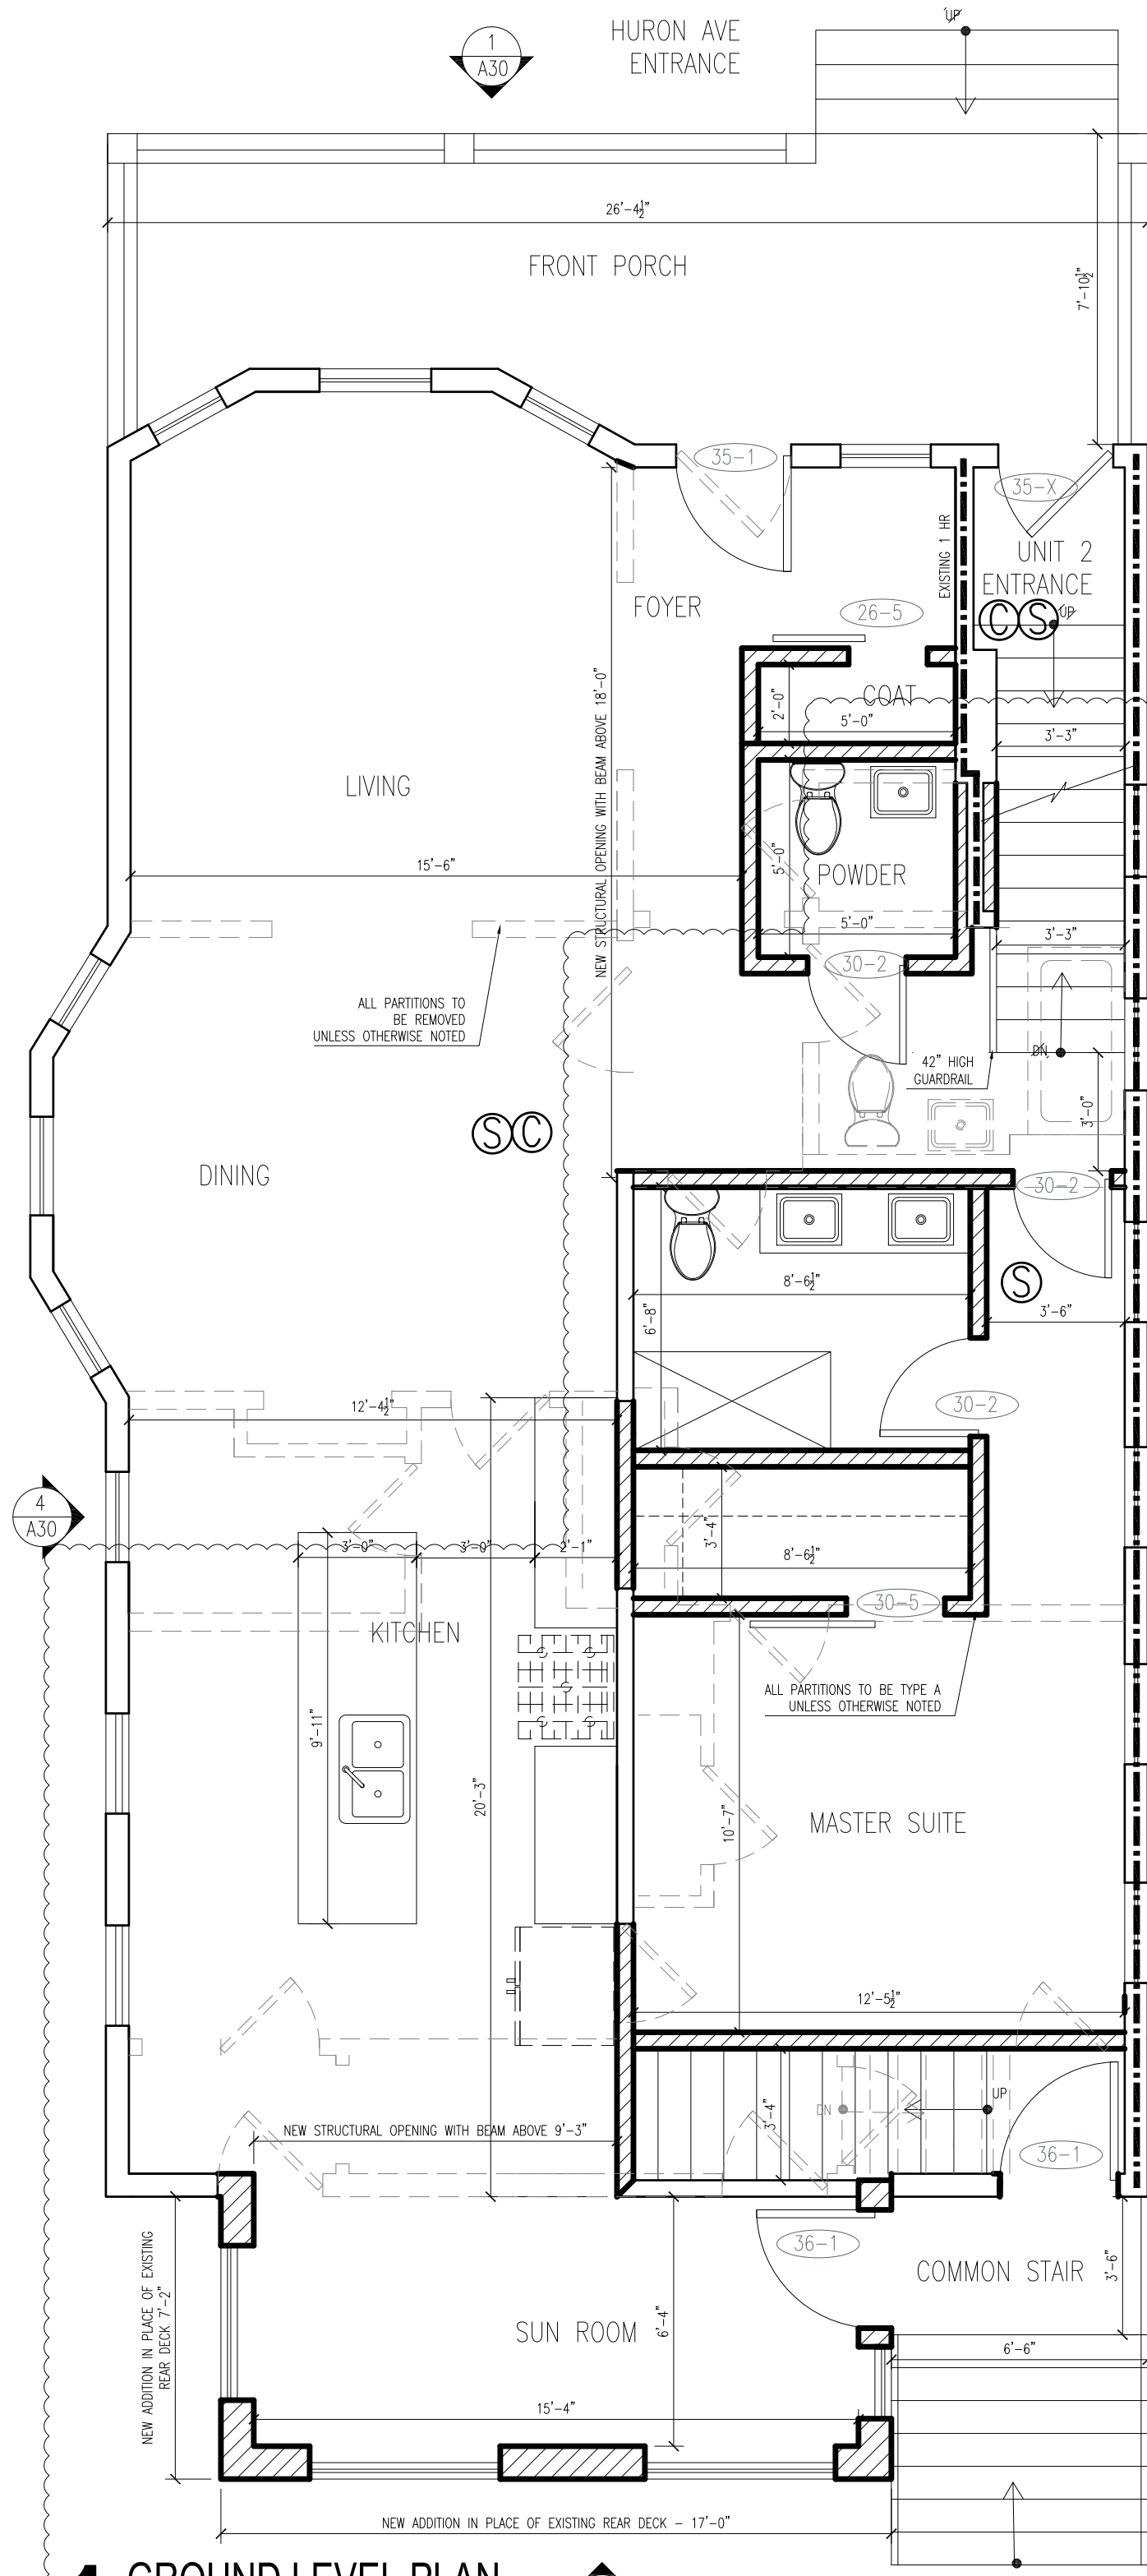 UP
HURON AVE
ENTRANCE
1
A30
26'-4½"
FRONT PORCH
7'-10½"
35-1
35-X
EXISTING 1 HR
UNIT 2
ENTRANCE
FOYER
26-5
C S UP
COAT
2'-0"
5'-0"
3'-3"
NEW STRUCTURAL OPENING WITH BEAM ABOVE 18'-0"
LIVING
15'-6"
5'-0"
POWDER
5'-0"
3'-3"
30-2
ALL PARTITIONS TO
BE REMOVED
UNLESS OTHERWISE NOTED
42" HIGH
GUARDRAIL
DN
3'-0"
S C
DINING
30-2
8'-6½"
6'-8"
S
3'-6"
12'-4½"
30-2
4
A30
3'-0"
3'-0"
2'-1"
3'-4"
8'-6½"
30-5
KITCHEN
ALL PARTITIONS TO BE TYPE A
UNLESS OTHERWISE NOTED
9'-11"
20'-3"
10'-7"
MASTER SUITE
12'-5½"
UP
DN
3'-4"
NEW STRUCTURAL OPENING WITH BEAM ABOVE 9'-3"
36-1
36-1
COMMON STAIR
3'-6"
NEW ADDITION IN PLACE OF EXISTING
REAR DECK 7'-2"
SUN ROOM
6'-4"
6'-6"
15'-4"
NEW ADDITION IN PLACE OF EXISTING REAR DECK - 17'-0"
GROUND LEVEL PLAN